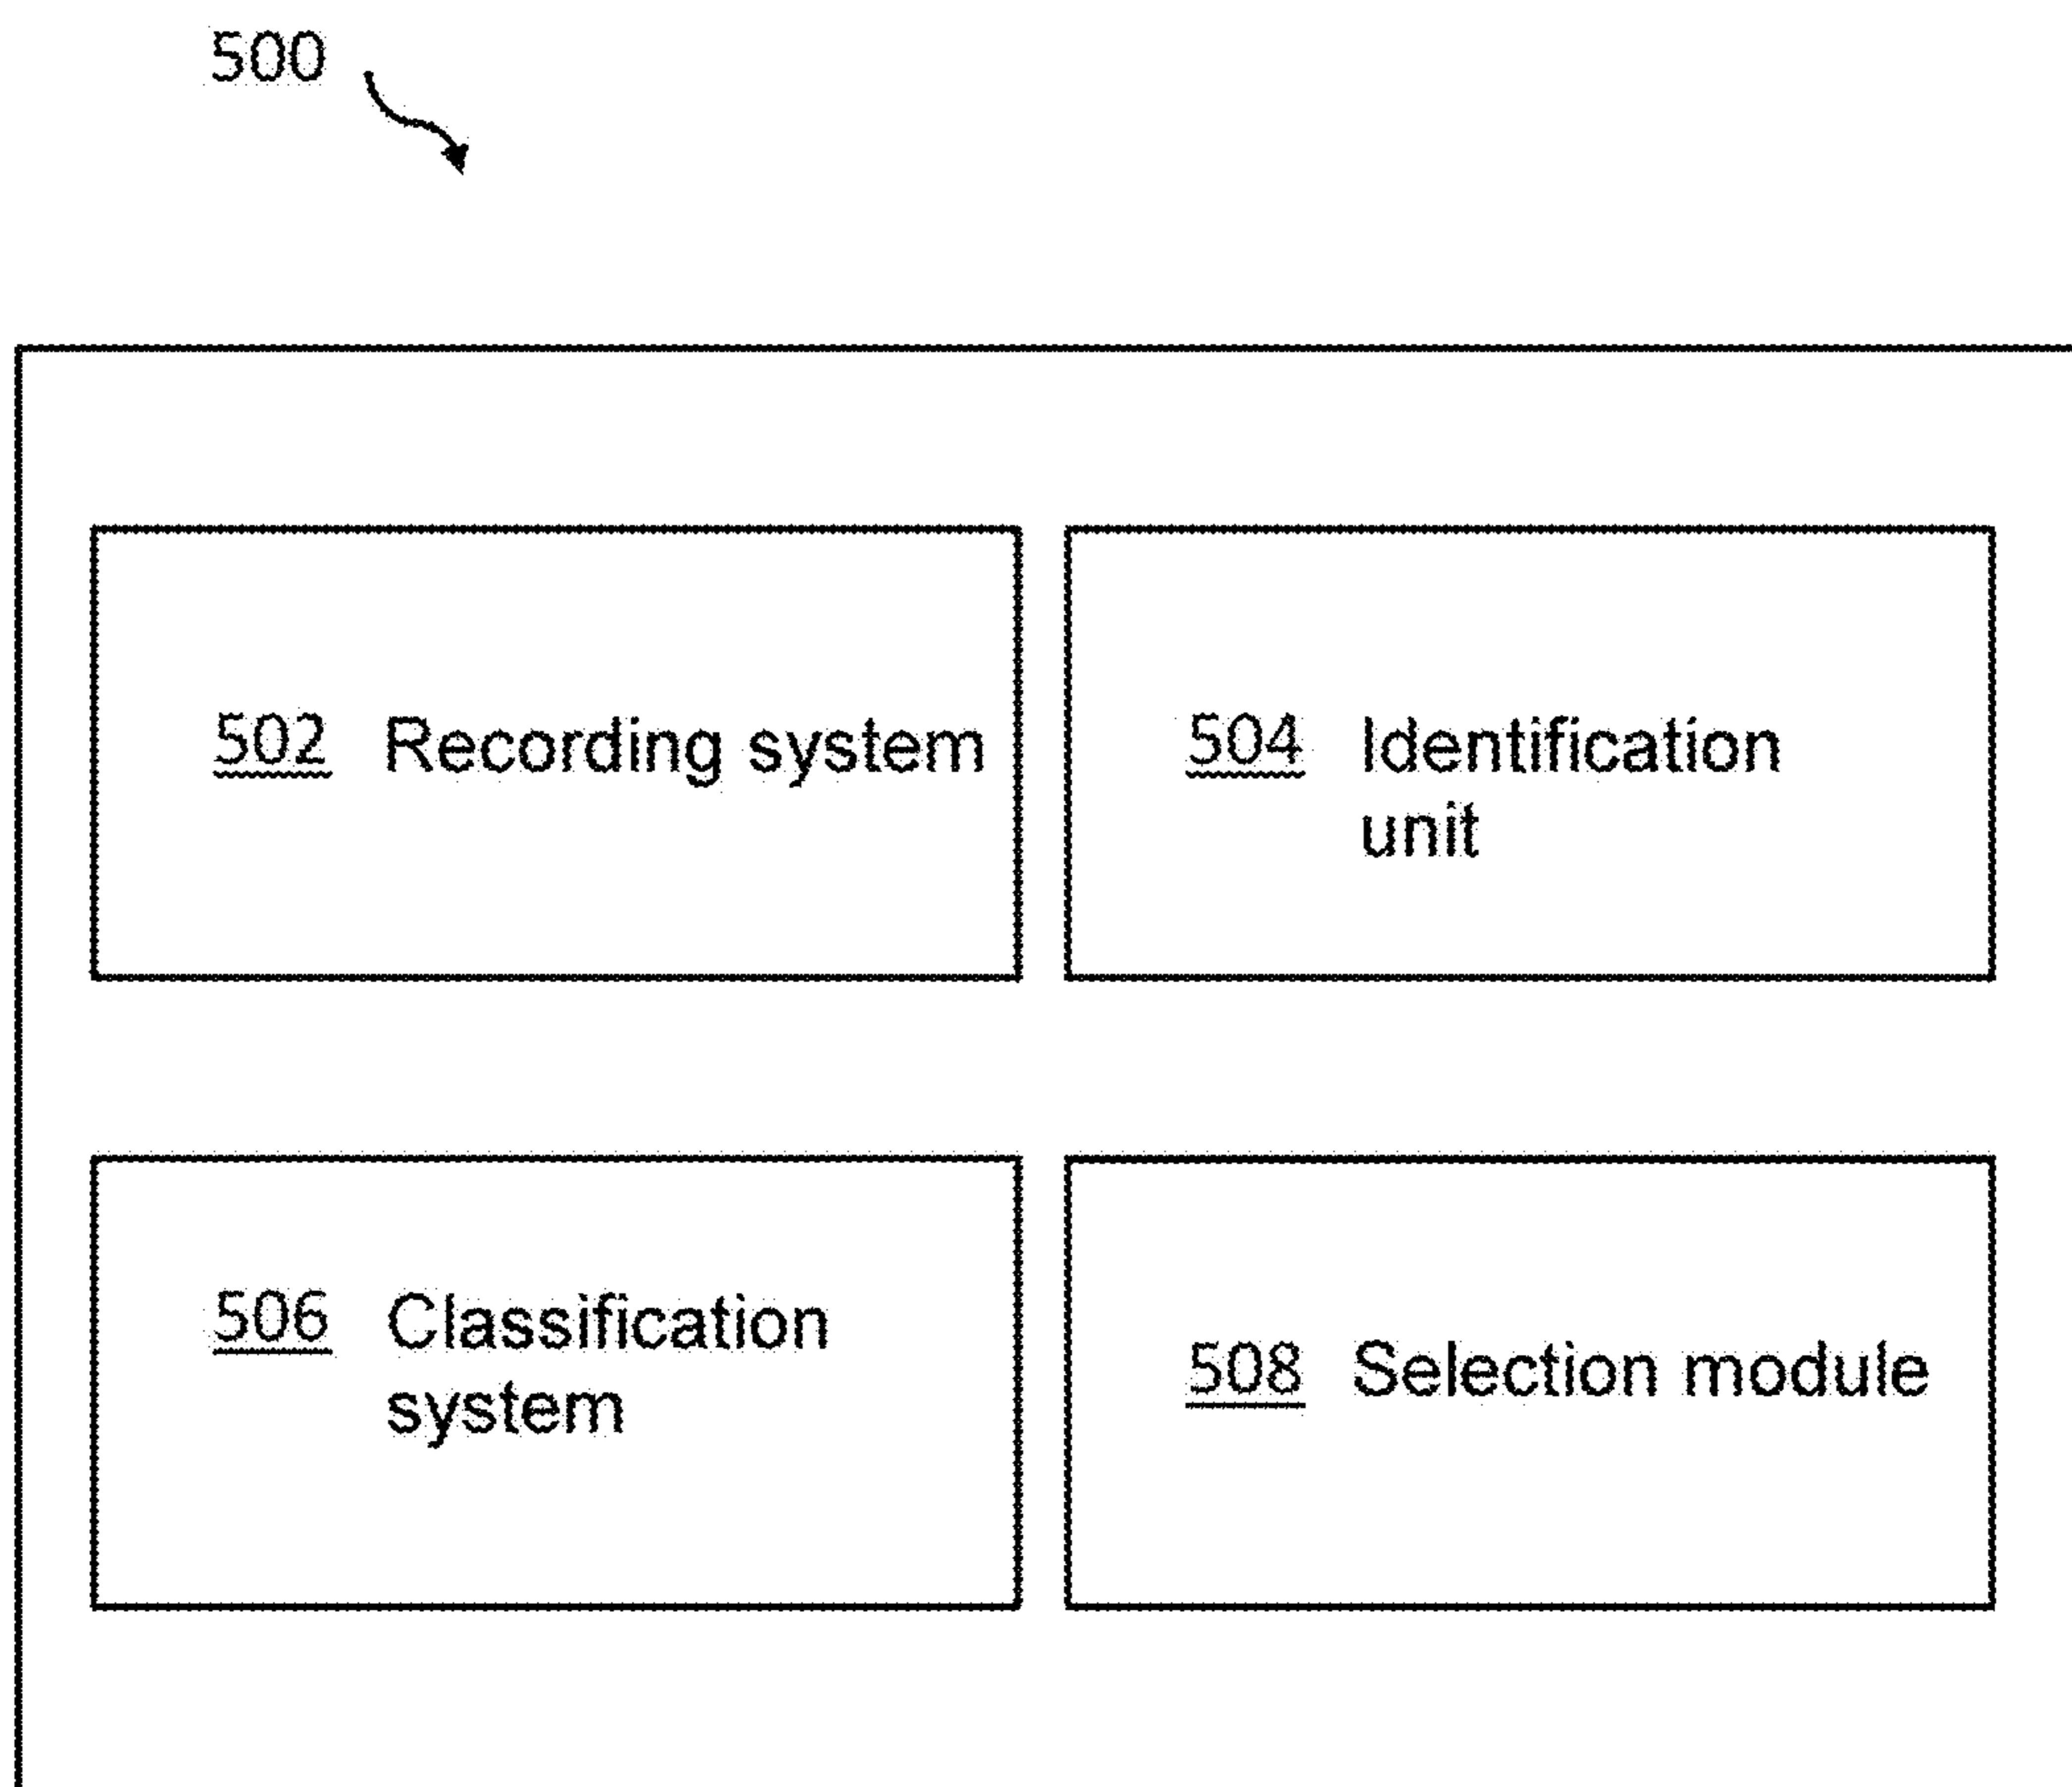 500
502 Recording system
504 Identification
unit
506 Classification
system
508 Selection module